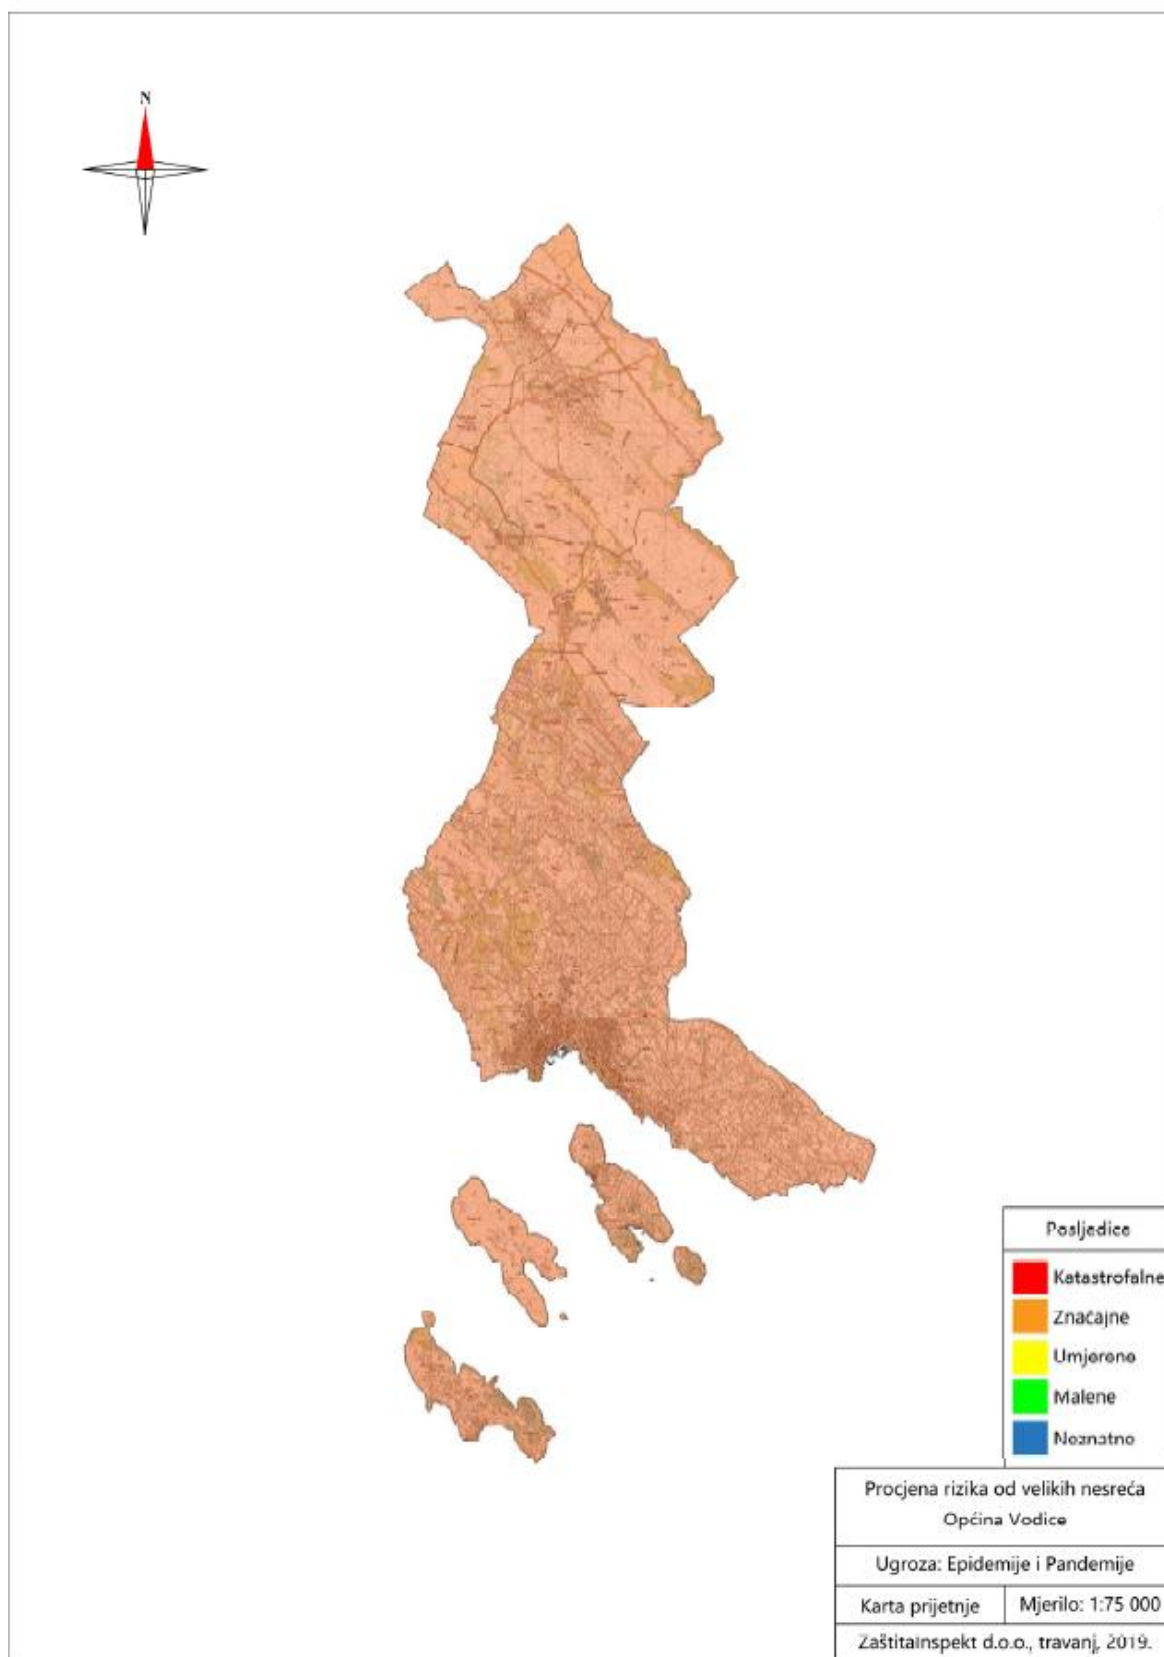 N
Posljedice
Katastrofalne
Značajne
Umjerene
Malene
Neznatne
Procjena rizika od velikih nesreća
Općina Vodice
Ugroza: Epidemije i Pandemije
Karta prijetnje
Mjerilo: 1:75 000
ZaštitaInspekt d.o.o., travanj, 2019.